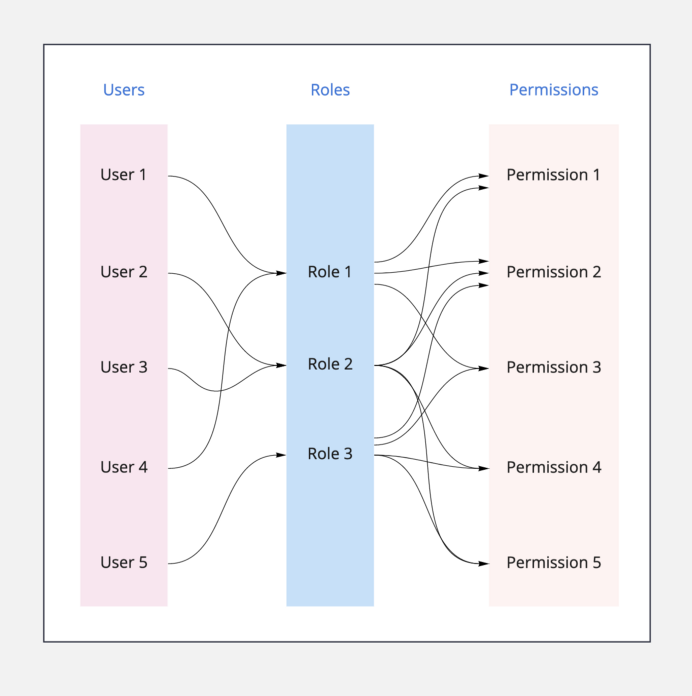 Users
Roles
Permissions
User 1
User 2
User 3
User 4
User 5
Role 1
Role 2
Role 3
Permission 1
Permission 2
Permission 3
Permission 4
Permission 5